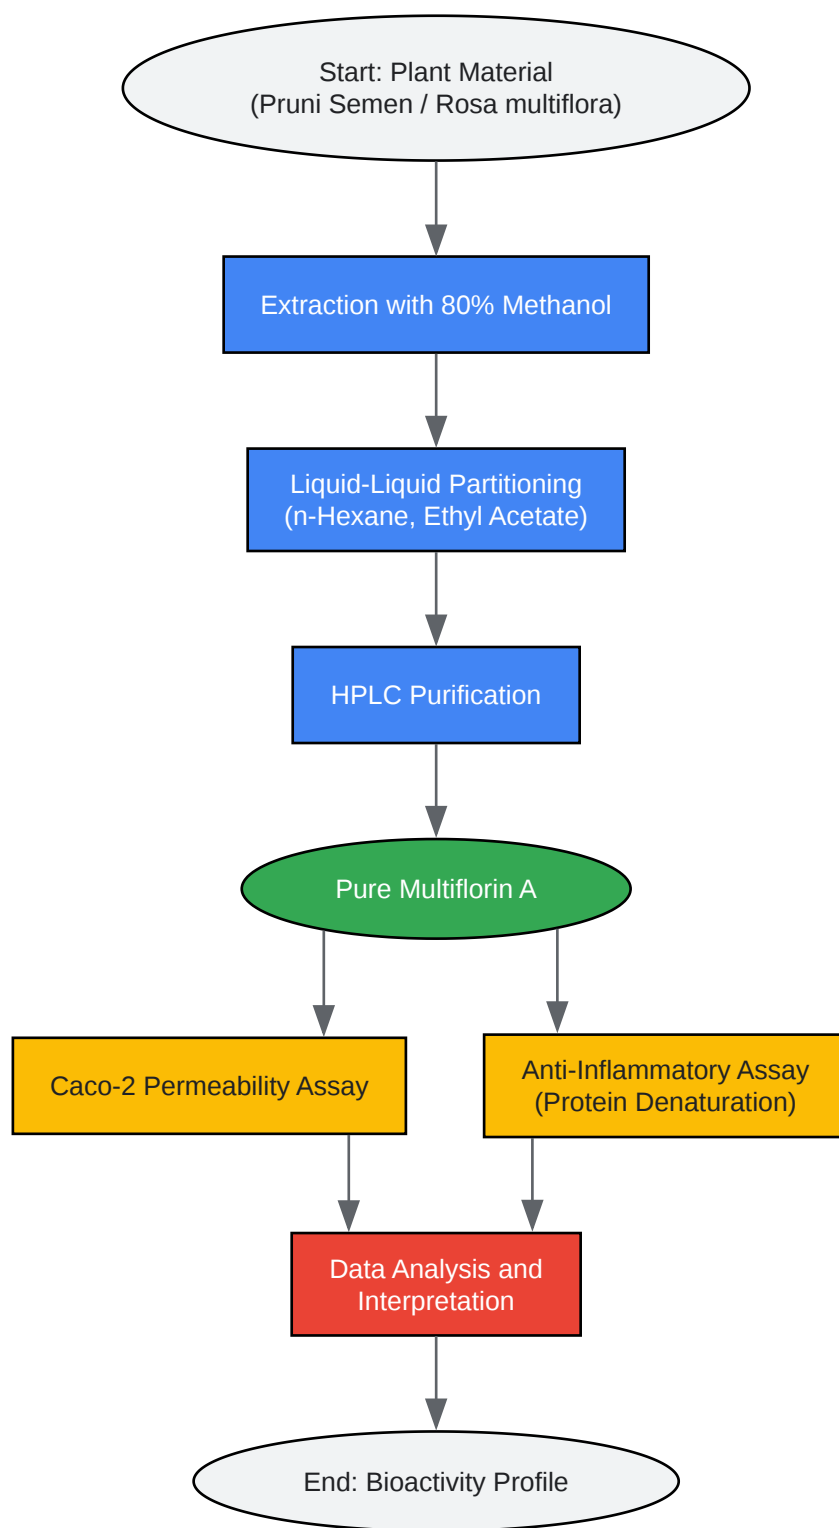 Start: Plant Material
(Pruni Semen / Rosa multiflora)
Extraction with 80% Methanol
Liquid-Liquid Partitioning
(n-Hexane, Ethyl Acetate)
HPLC Purification
Pure Multiflorin A
Caco-2 Permeability Assay
Anti-Inflammatory Assay
(Protein Denaturation)
Data Analysis and
Interpretation
End: Bioactivity Profile